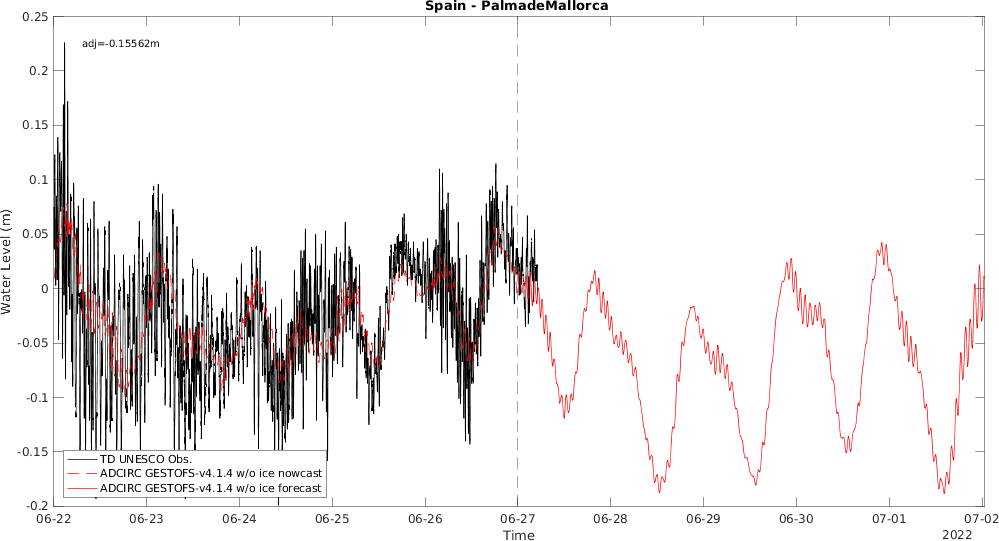 Spain - PalmadeMallorca
adj=-0.15562m
0.25
0.2
0.15
0.1
0.05
0
-0.05
-0.1
-0.15
-0.2
Water Level (m)
TD UNESCO Obs.
ADCIRC GESTOFS-v4.1.4 w/o ice nowcast
ADCIRC GESTOFS-v4.1.4 w/o ice forecast
06-22 06-23 06-24 06-25 06-26 06-27 06-28 06-29 06-30 07-01 07-02
Time
2022